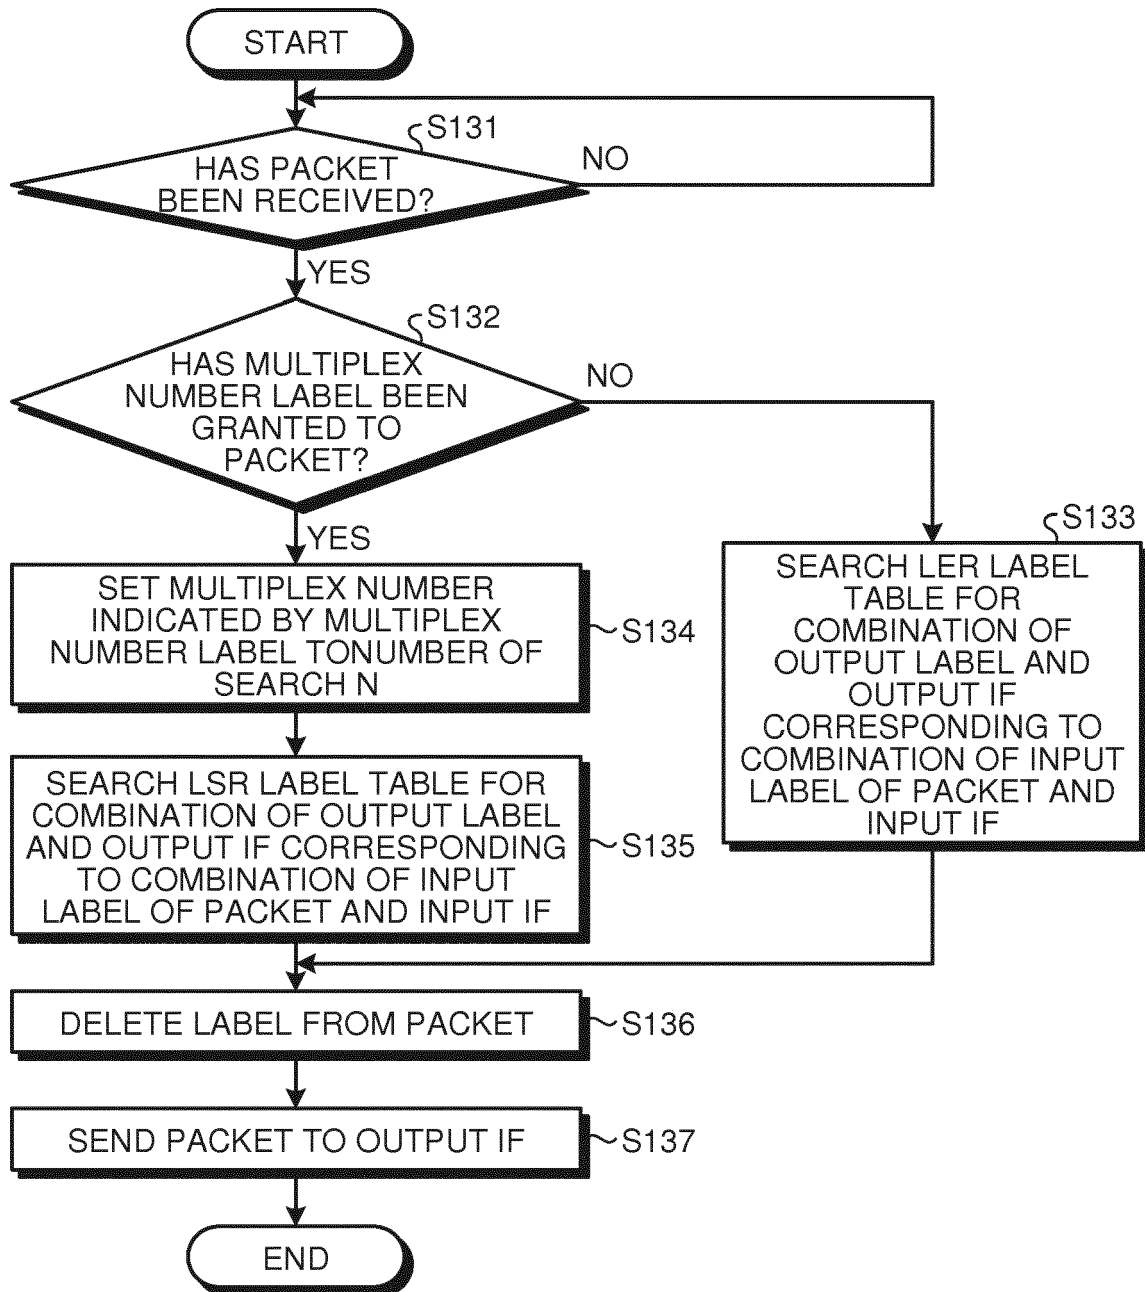 START
S131
HAS PACKET
BEEN RECEIVED?
NO
YES
S132
HAS MULTIPLEX
NUMBER LABEL BEEN
GRANTED TO
PACKET?
NO
YES
S133
SEARCH LER LABEL
TABLE FOR
COMBINATION OF
OUTPUT LABEL AND
OUTPUT IF
CORRESPONDING TO
COMBINATION OF INPUT
LABEL OF PACKET AND
INPUT IF
SET MULTIPLEX NUMBER
INDICATED BY MULTIPLEX
NUMBER LABEL TONUMBER OF
SEARCH N
S134
SEARCH LSR LABEL TABLE FOR
COMBINATION OF OUTPUT LABEL
AND OUTPUT IF CORRESPONDING
TO COMBINATION OF INPUT
LABEL OF PACKET AND INPUT IF
S135
DELETE LABEL FROM PACKET
S136
SEND PACKET TO OUTPUT IF
S137
END